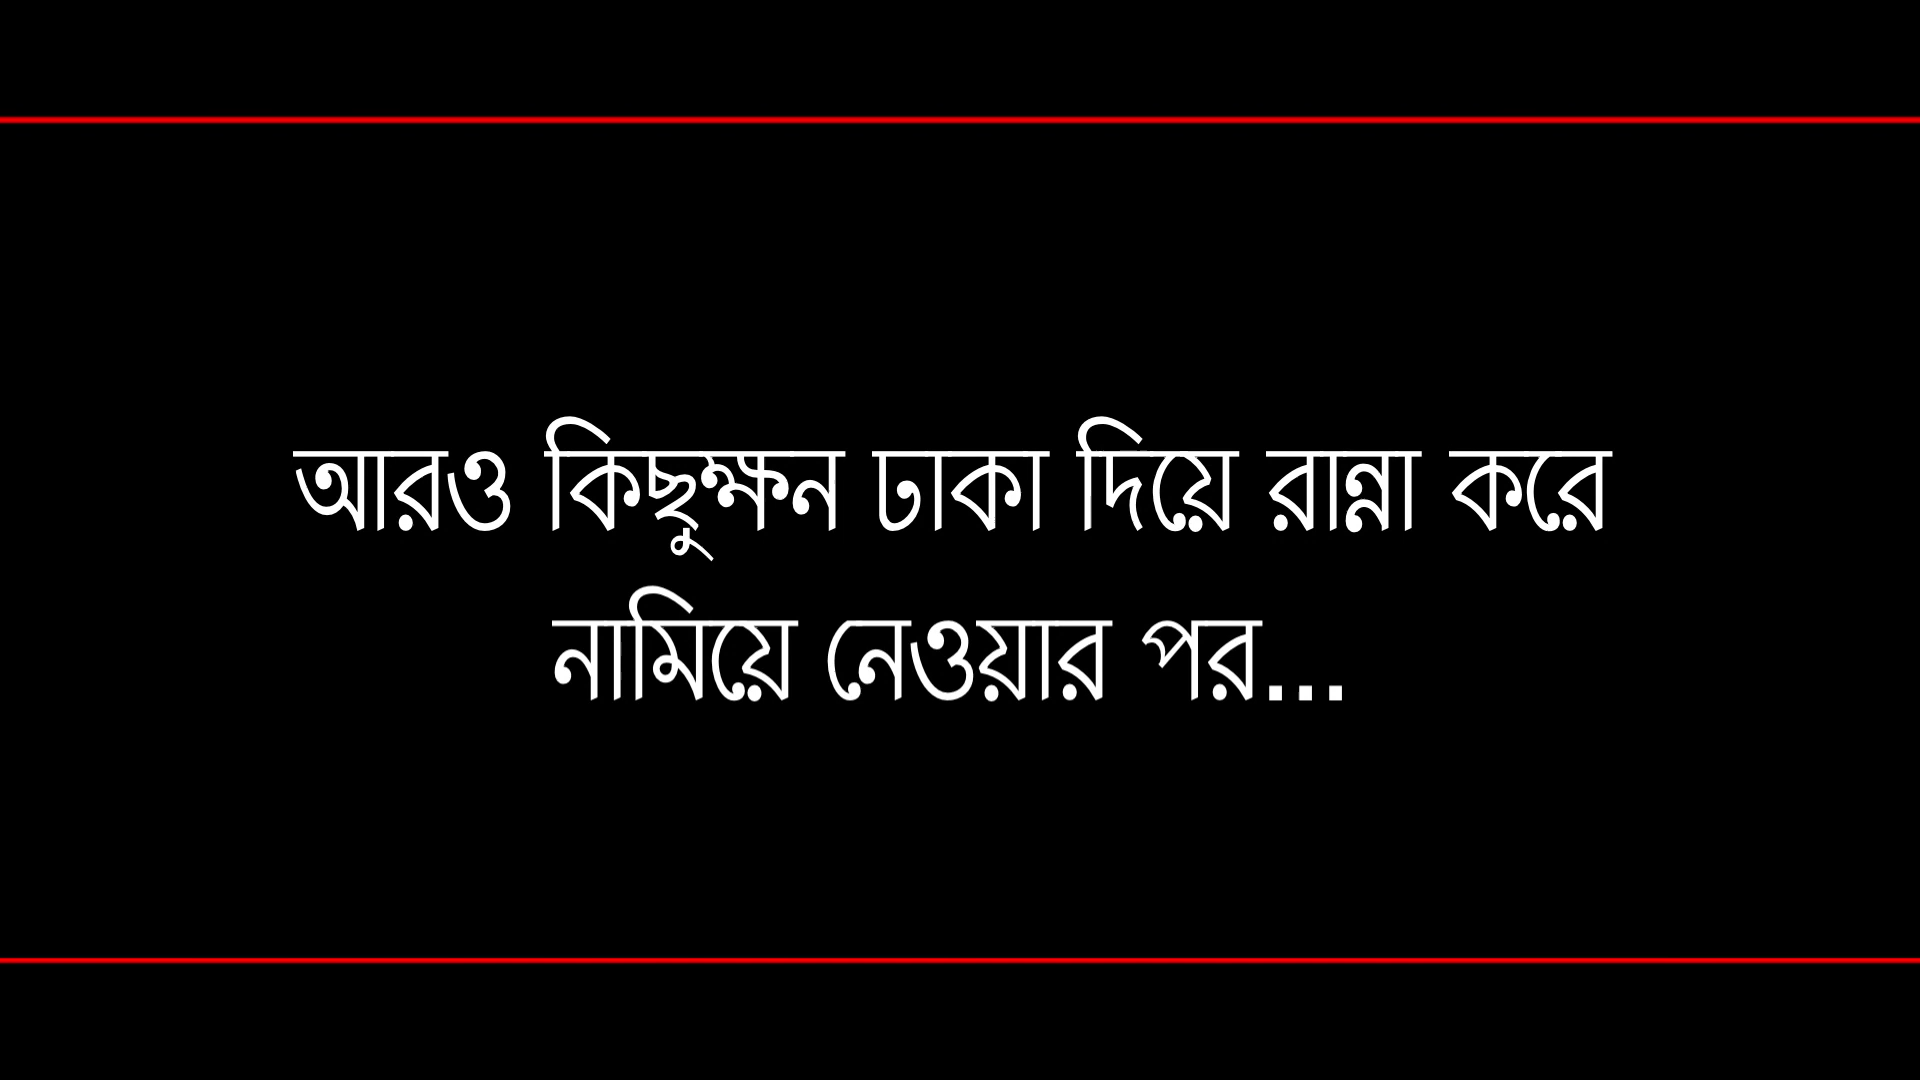 আরও কিছুক্ষন ঢাকা দিয়ে রান্না করে
নামিয়ে নেওয়ার পর...